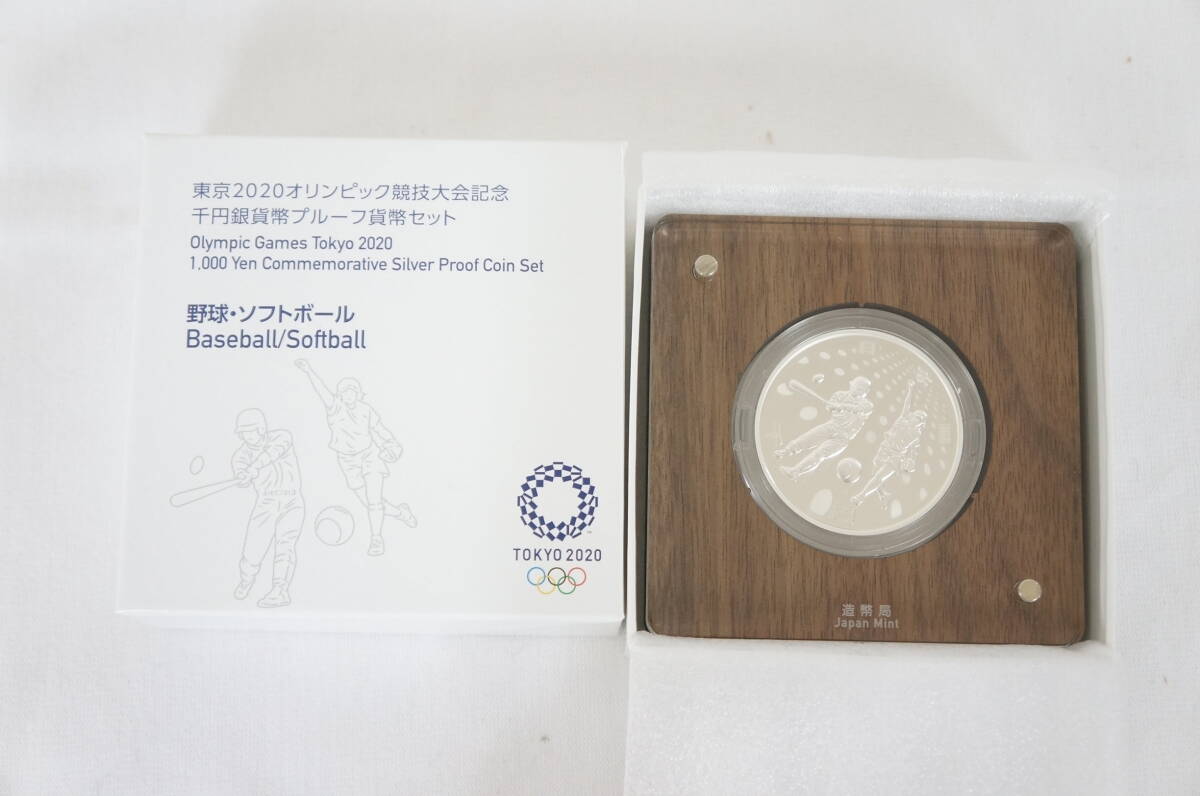 東京2020オリンピック競技大会記念
千円銀貨幣プルーフ貨幣セット
Olympic Games Tokyo 2020
1,000 Yen Commemorative Silver Proof Coin Set
野球・ソフトボール
Baseball/Softball
TOKYO 2020
造幣局
Japan Mint